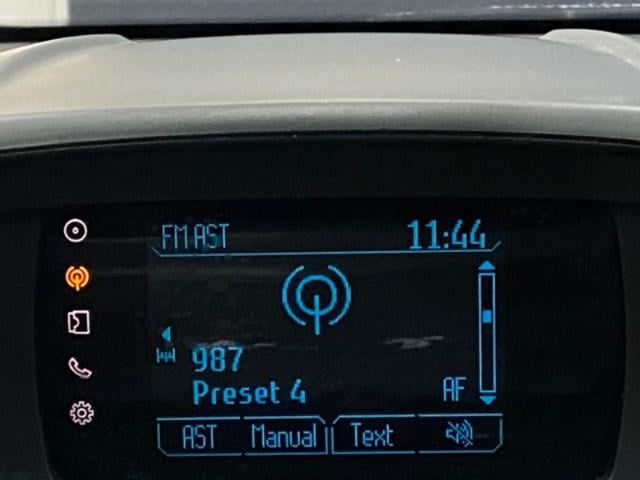 FM AST 11:44
987
Preset 4 AF
AST Manual Text